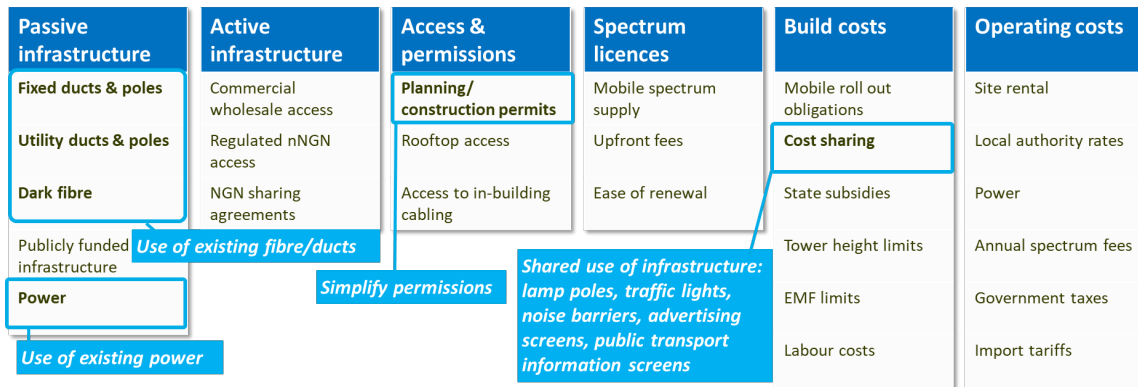 Passive
infrastructure
Fixed ducts & poles
Utility ducts & poles
Dark fibre
Publicly funded
infrastructure
Power
Use of existing fibre/ducts
Use of existing power
Active
infrastructure
Commercial
wholesale access
Regulated nNGN
access
NGN sharing
agreements
Access &
permissions
Planning/
construction permits
Rooftop access
Access to in-building
cabling
Simplify permissions
Spectrum
licences
Mobile spectrum
supply
Upfront fees
Ease of renewal
Shared use of infrastructure:
lamp poles, traffic lights,
noise barriers, advertising
screens, public transport
information screens
Build costs
Mobile roll out
obligations
Cost sharing
State subsidies
Tower height limits
EMF limits
Labour costs
Operating costs
Site rental
Local authority rates
Power
Annual spectrum fees
Government taxes
Import tariffs